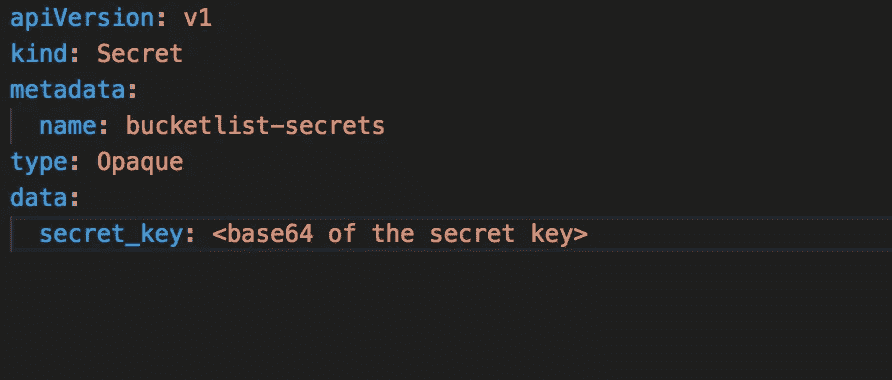 apiVersion: v1
kind: Secret
metadata:
  name: bucketlist-secrets
type: Opaque
data:
  secret_key: <base64 of the secret key>